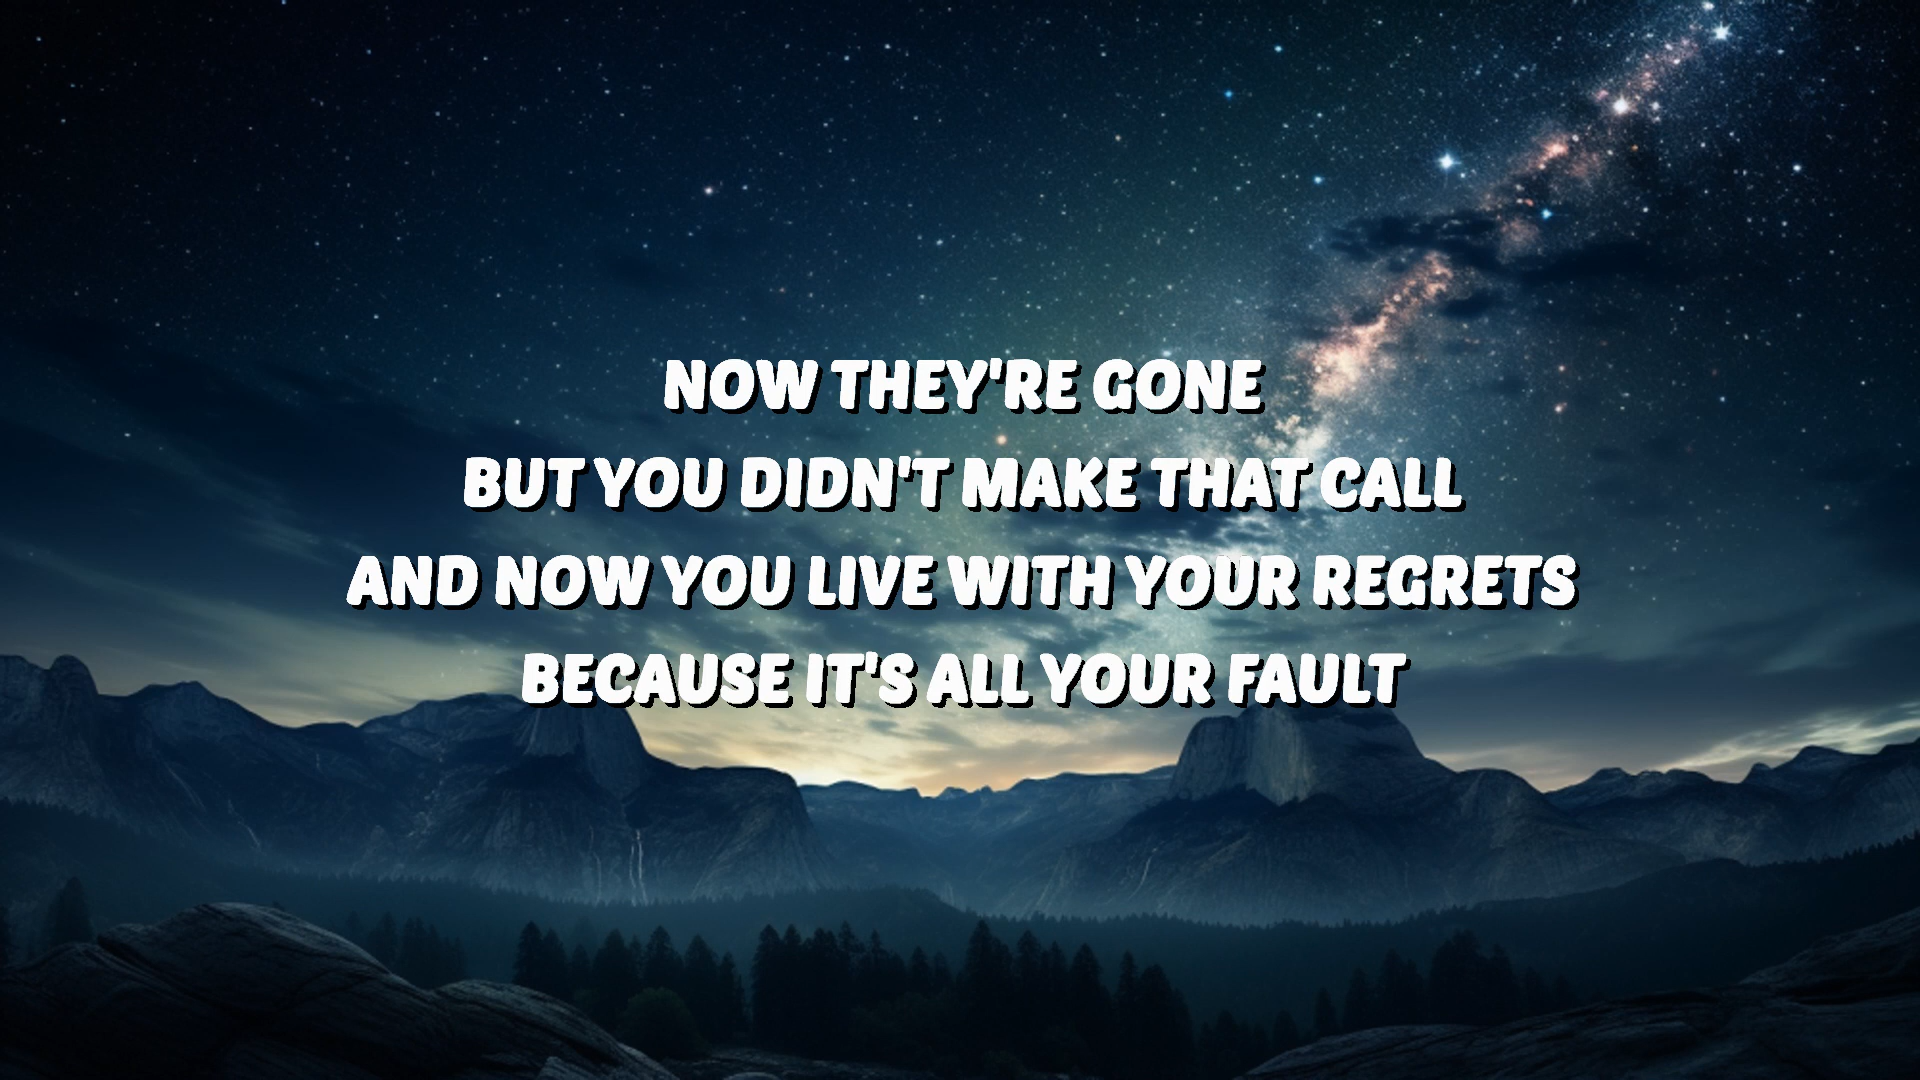 NOW THEY'RE GONE
BUT YOU DIDN'T MAKE THAT CALL
AND NOW YOU LIVE WITH YOUR REGRETS
BECAUSE IT'S ALL YOUR FAULT